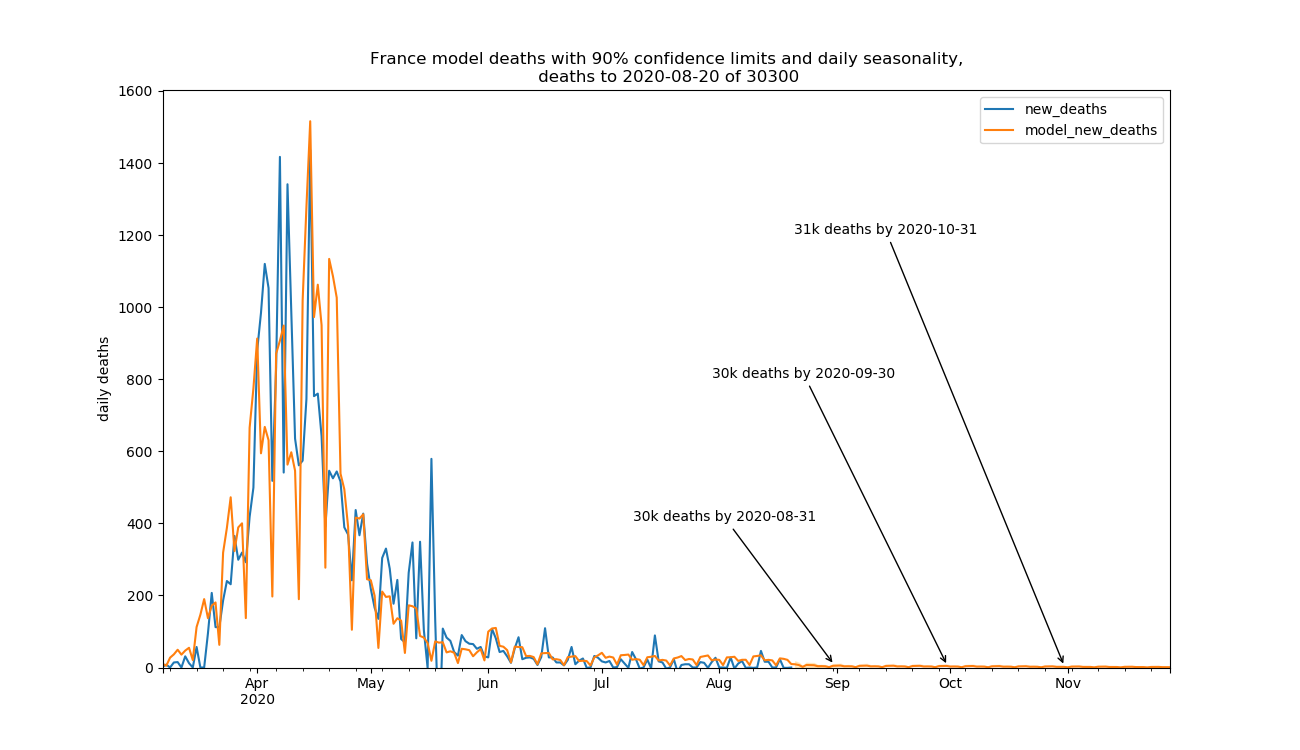 France model deaths with 90% confidence limits and daily seasonality,
deaths to 2020-08-20 of 30300
1600
1400
1200
1000
800
600
400
200
0
daily deaths
new_deaths
model_new_deaths
31k deaths by 2020-10-31
30k deaths by 2020-09-30
30k deaths by 2020-08-31
Apr
2020
May
Jun
Jul
Aug
Sep
Oct
Nov